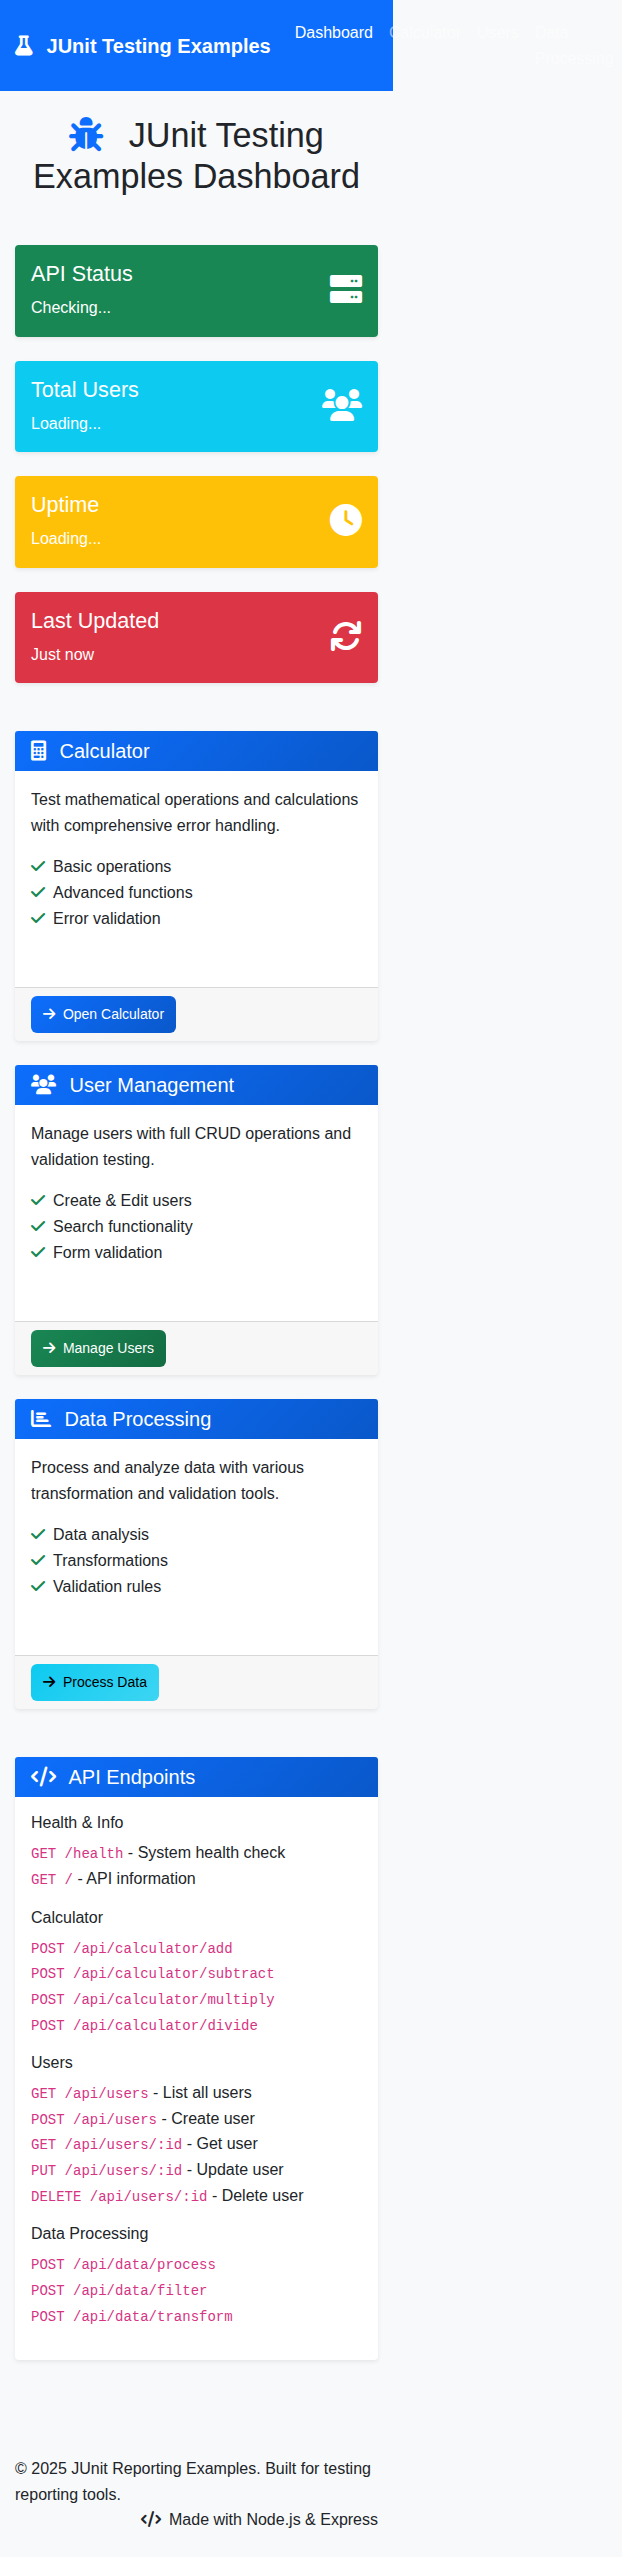 JUnit Testing Examples
Dashboard
JUnit Testing
Examples Dashboard
API Status
Checking...
Total Users
Loading...
Uptime
Loading...
Last Updated
Just now
Calculator
Test mathematical operations and calculations
with comprehensive error handling.
Basic operations
Advanced functions
Error validation
Open Calculator
User Management
Manage users with full CRUD operations and
validation testing.
Create & Edit users
Search functionality
Form validation
Manage Users
Data Processing
Process and analyze data with various
transformation and validation tools.
Data analysis
Transformations
Validation rules
Process Data
API Endpoints
Health & Info
GET /health - System health check
GET / - API information
Calculator
POST /api/calculator/add
POST /api/calculator/subtract
POST /api/calculator/multiply
POST /api/calculator/divide
Users
GET /api/users - List all users
POST /api/users - Create user
GET /api/users/:id - Get user
PUT /api/users/:id - Update user
DELETE /api/users/:id - Delete user
Data Processing
POST /api/data/process
POST /api/data/filter
POST /api/data/transform
© 2025 JUnit Reporting Examples. Built for testing
reporting tools.
Made with Node.js & Express